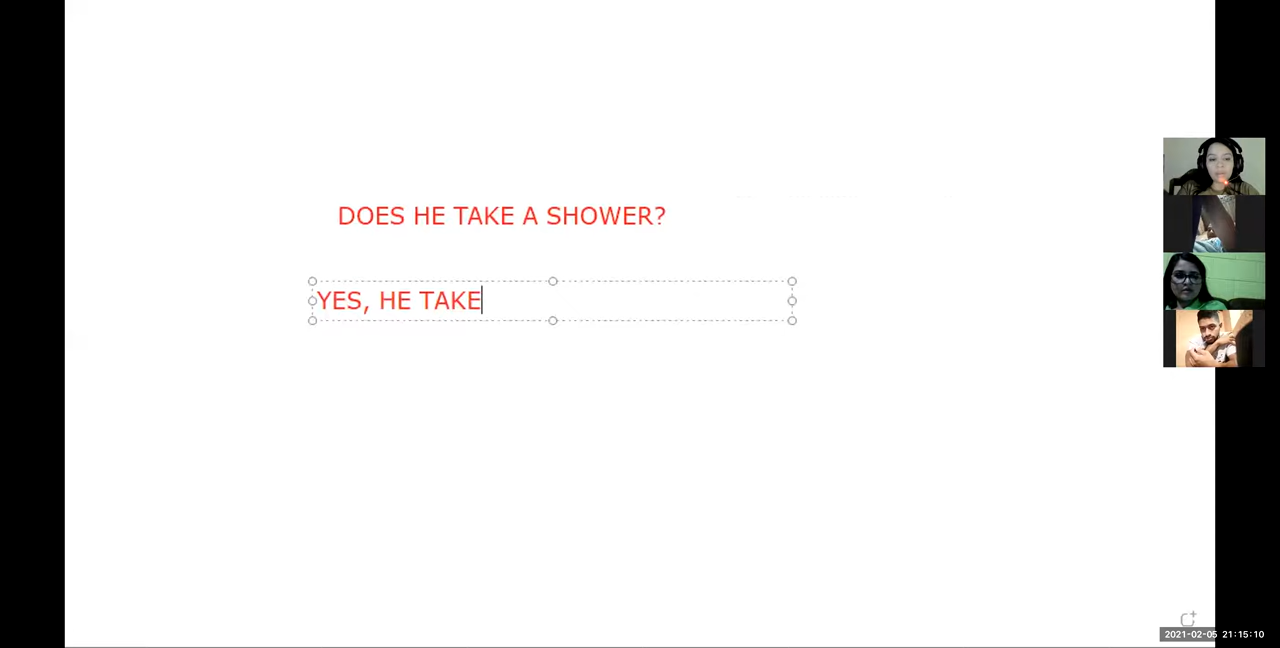 DOES HE TAKE A SHOWER?
YES, HE TAKE
2021-02-05 21:15:10